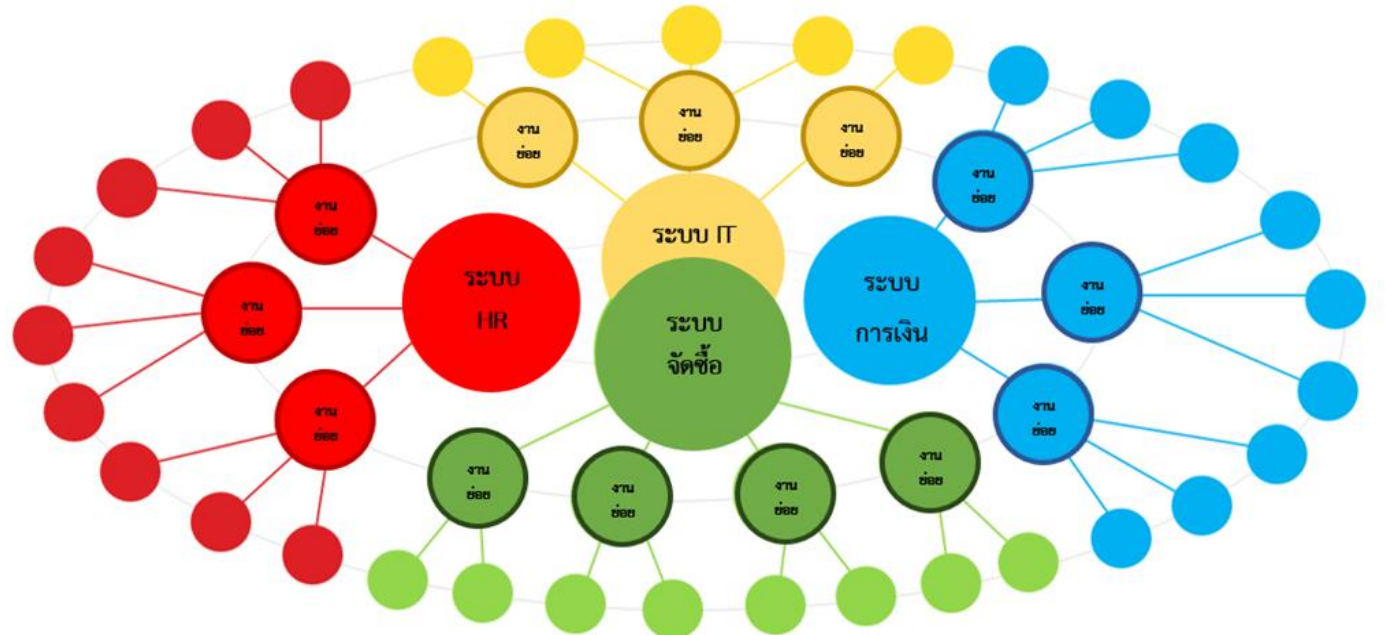 งาน
ย่อย
งาน
ย่อย
งาน
ย่อย
งาน
ย่อย
งาน
ย่อย
งาน
ย่อย
งาน
ย่อย
งาน
ย่อย
งาน
ย่อย
ระบบ IT
ระบบ
HR
ระบบ
จัดซื้อ
ระบบ
การเงิน
งาน
ย่อย
งาน
ย่อย
งาน
ย่อย
งาน
ย่อย